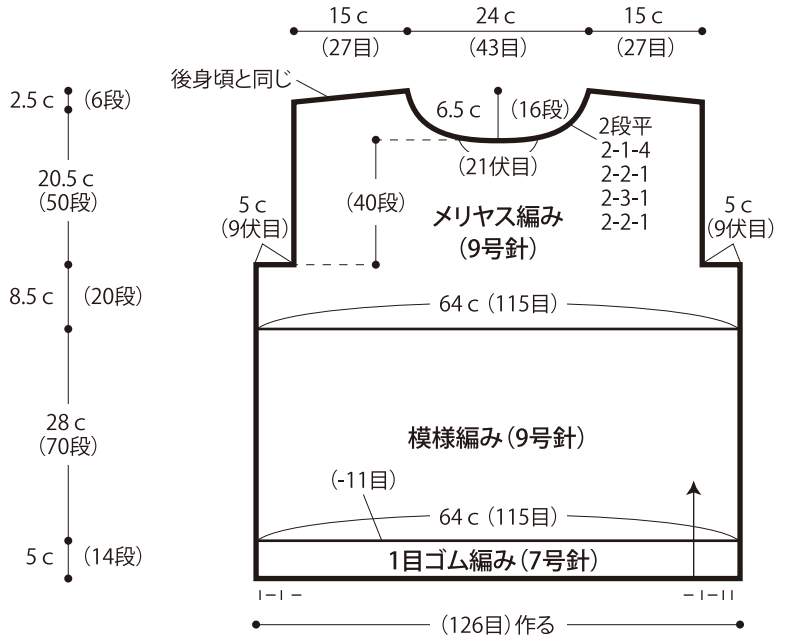 15 c
(27目)
24 c
(43目)
15 c
(27目)
後身頃と同じ
2.5 c (6段)
6.5 c (16段)
2段平
2-1-4
2-2-1
2-3-1
2-2-1
(21伏目)
20.5 c
(50段)
(40段)
5 c
(9伏目)
メリヤス編み
(9号針)
5 c
(9伏目)
8.5 c (20段)
64 c (115目)
28 c
(70段)
模様編み(9号針)
(-11目)
64 c (115目)
5 c (14段)
1目ゴム編み(7号針)
|-|-
-|-||
(126目)作る